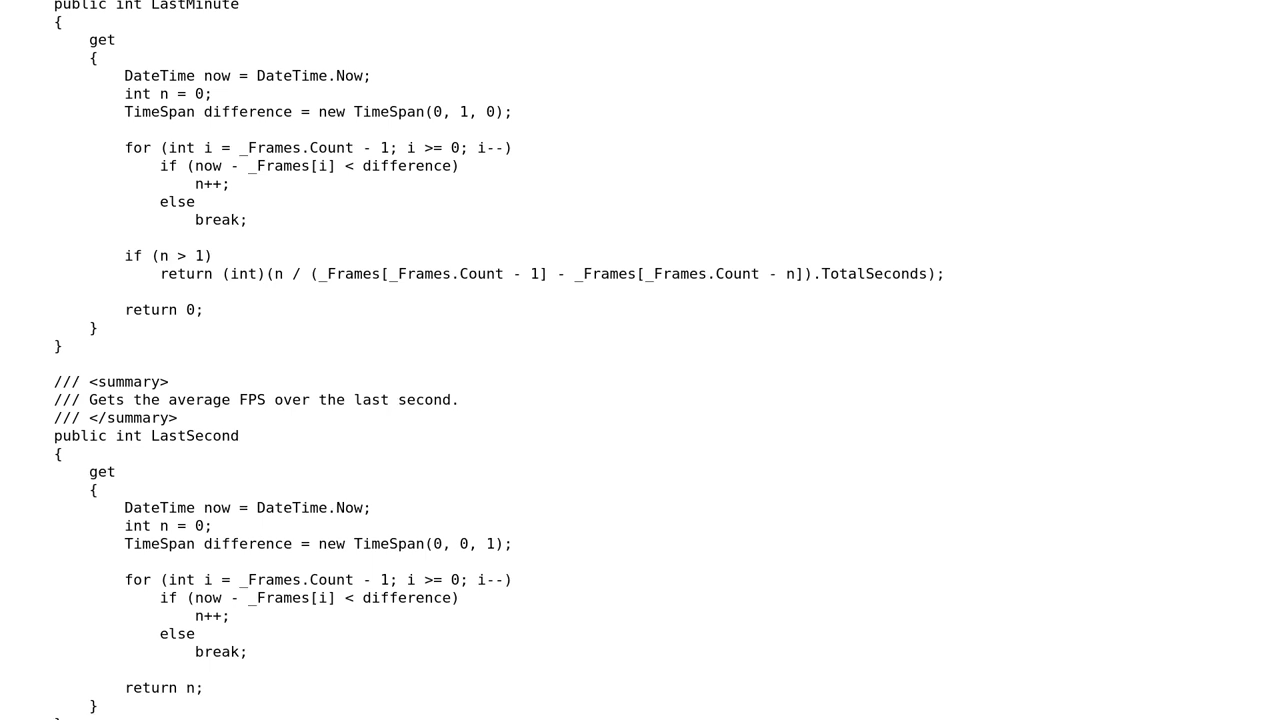 public int LastMinute
{
get
{
DateTime now = DateTime.Now;
int n = 0;
TimeSpan difference = new TimeSpan(0, 1, 0);
for (int i = _Frames.Count - 1; i >= 0; i--)
if (now - _Frames[i] < difference)
n++;
else
break;
if (n > 1)
return (int)(n / (_Frames[_Frames.Count - 1] - _Frames[_Frames.Count - n]).TotalSeconds);
return 0;
}
}
/// <summary>
/// Gets the average FPS over the last second.
/// </summary>
public int LastSecond
{
get
{
DateTime now = DateTime.Now;
int n = 0;
TimeSpan difference = new TimeSpan(0, 0, 1);
for (int i = _Frames.Count - 1; i >= 0; i--)
if (now - _Frames[i] < difference)
n++;
else
break;
return n;
}
}